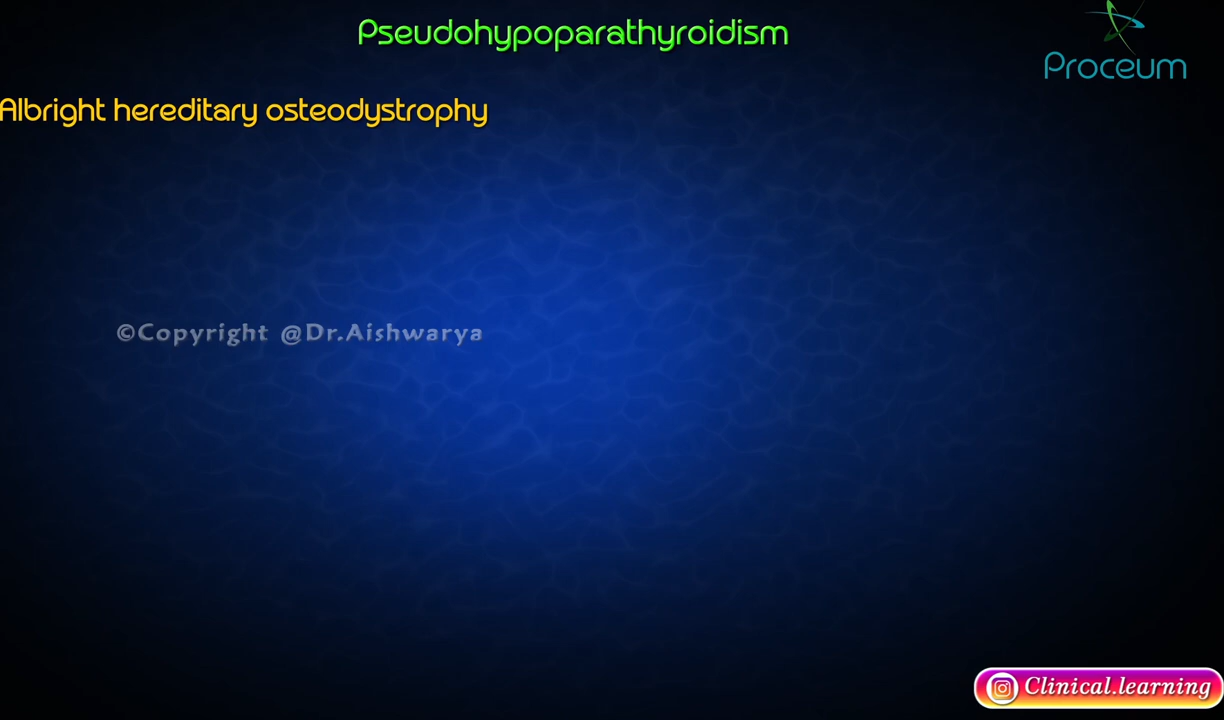 Pseudohypoparathyroidism
Proceum
Albright hereditary osteodystrophy
©Copyright @Dr.Aishwarya
Clinical.learning